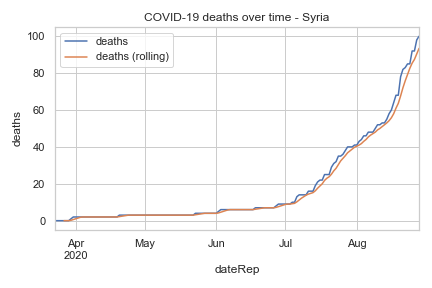 COVID-19 deaths over time - Syria
deaths
deaths (rolling)
100
80
60
40
20
0
deaths
Apr
2020
May
Jun
Jul
Aug
dateRep